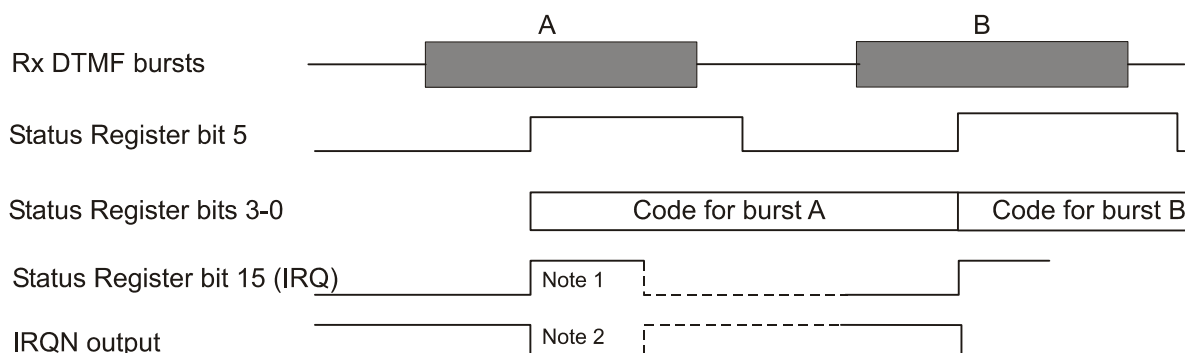 A
B
Rx DTMF bursts
Status Register bit 5
Status Register bits 3-0
Code for burst A
Code for burst B
Status Register bit 15 (IRQ)
Note 1
IRQN output
Note 2